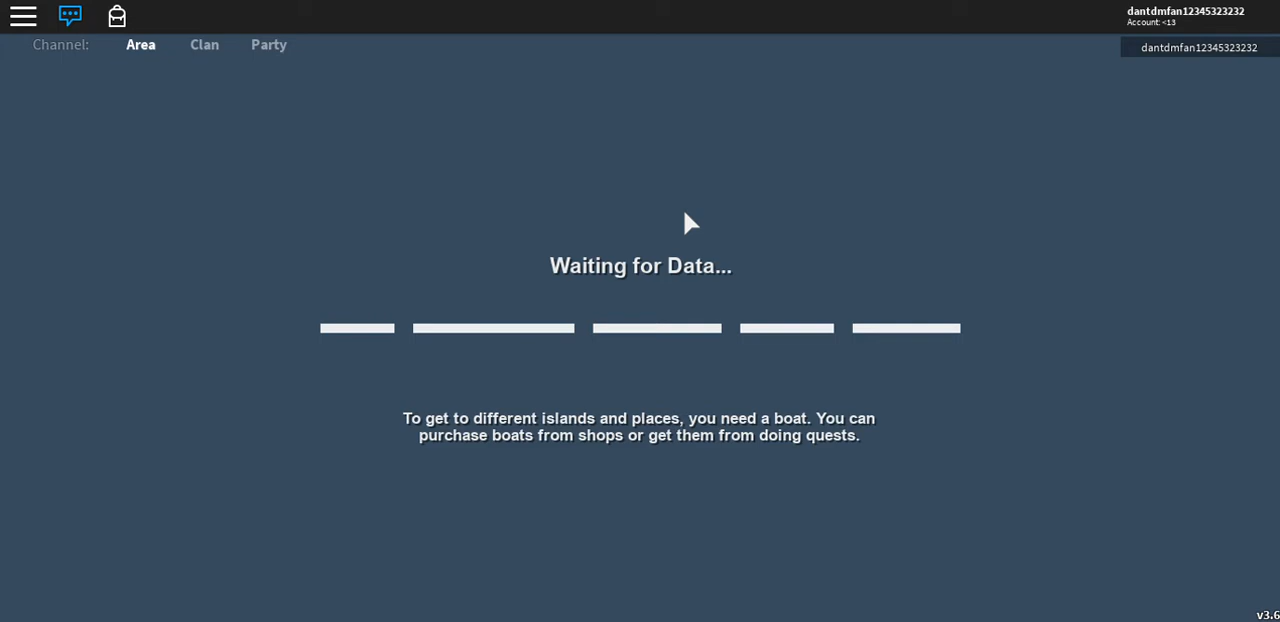 dantdmfan12345323232
Account: <13
Channel: Area Clan Party
dantdmfan12345323232
Waiting for Data...
To get to different islands and places, you need a boat. You can
purchase boats from shops or get them from doing quests.
v3.6